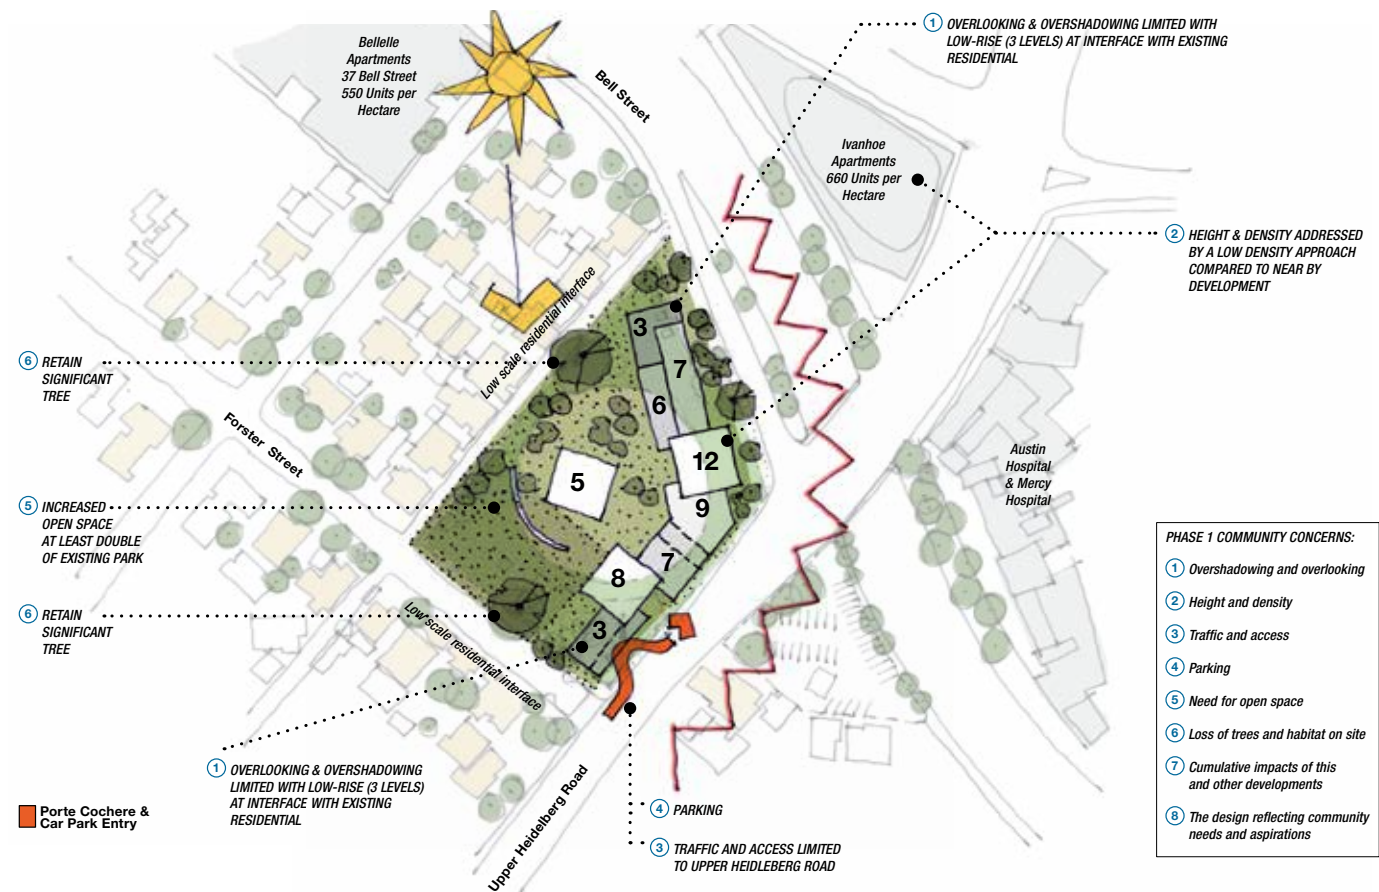 1 OVERLOOKING & OVERSHADOWING LIMITED WITH
LOW-RISE (3 LEVELS) AT INTERFACE WITH EXISTING
RESIDENTIAL
Bellelle
Apartments
37 Bell Street
550 Units per
Hectare
Bell Street
Ivanhoe
Apartments
660 Units per
Hectare
2 HEIGHT & DENSITY ADDRESSED
BY A LOW DENSITY APPROACH
COMPARED TO NEAR BY
DEVELOPMENT
Low scale residential interface
6 RETAIN
SIGNIFICANT
TREE
3
7
6
12
5
9
7
8
3
Forster Street
Austin
Hospital
& Mercy
Hospital
5 INCREASED
OPEN SPACE
AT LEAST DOUBLE
OF EXISTING PARK
6 RETAIN
SIGNIFICANT
TREE
Low scale residential interface
1 OVERLOOKING & OVERSHADOWING
LIMITED WITH LOW-RISE (3 LEVELS)
AT INTERFACE WITH EXISTING
RESIDENTIAL
Porte Cochere &
Car Park Entry
Upper Heidelberg Road
4 PARKING
3 TRAFFIC AND ACCESS LIMITED
TO UPPER HEIDLEBERG ROAD
PHASE 1 COMMUNITY CONCERNS:
1 Overshadowing and overlooking
2 Height and density
3 Traffic and access
4 Parking
5 Need for open space
6 Loss of trees and habitat on site
7 Cumulative impacts of this
and other developments
8 The design reflecting community
needs and aspirations